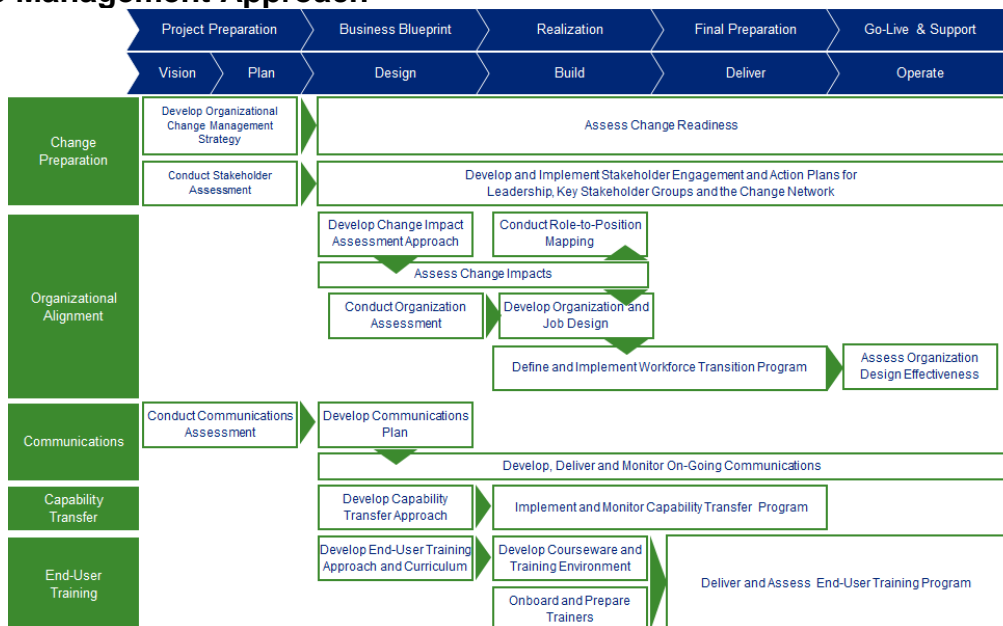 Management Approach
Project Preparation
Business Blueprint
Realization
Final Preparation
Go-Live & Support
Vision
Plan
Design
Build
Deliver
Operate
Change
Preparation
Develop Organizational
Change Management
Strategy
Assess Change Readiness
Conduct Stakeholder
Assessment
Develop and Implement Stakeholder Engagement and Action Plans for
Leadership, Key Stakeholder Groups and the Change Network
Organizational
Alignment
Develop Change Impact
Assessment Approach
Conduct Role-to-Position
Mapping
Assess Change Impacts
Conduct Organization
Assessment
Develop Organization and
Job Design
Define and Implement Workforce Transition Program
Assess Organization
Design Effectiveness
Communications
Conduct Communications
Assessment
Develop Communications
Plan
Develop, Deliver and Monitor On-Going Communications
Capability
Transfer
Develop Capability
Transfer Approach
Implement and Monitor Capability Transfer Program
End-User
Training
Develop End-User Training
Approach and Curriculum
Develop Courseware and
Training Environment
Onboard and Prepare
Trainers
Deliver and Assess End-User Training Program